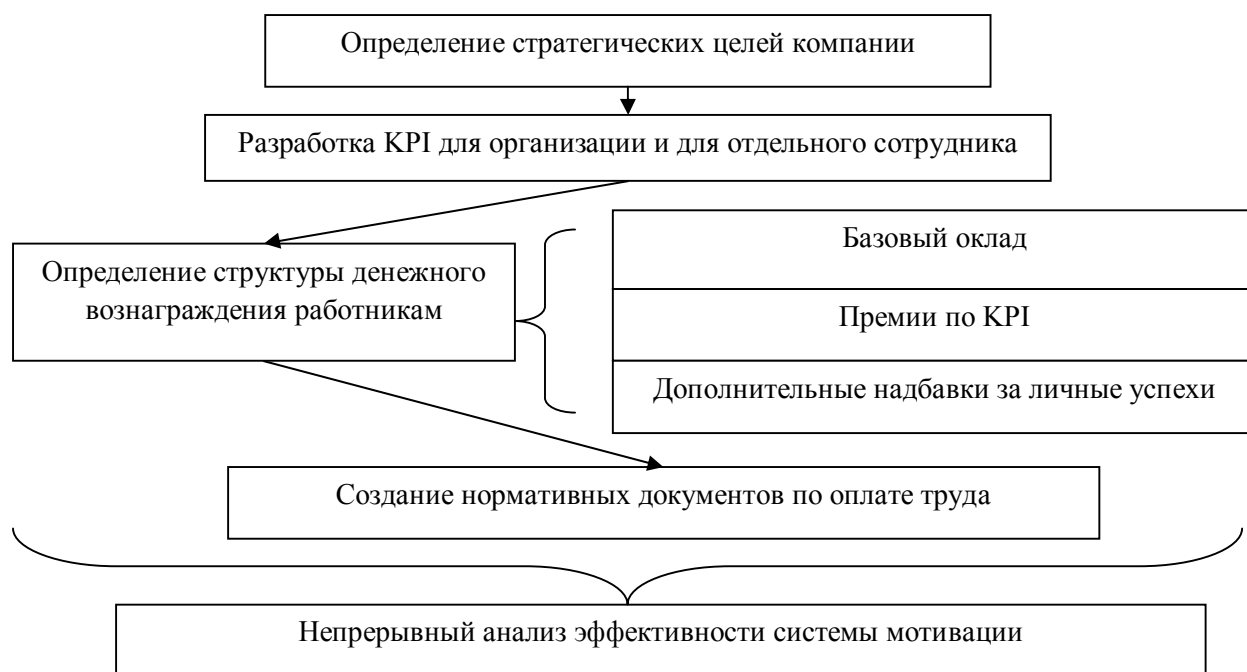 Определение стратегических целей компании
Разработка KPI для организации и для отдельного сотрудника
Определение структуры денежного
вознаграждения работникам
Базовый оклад
Премии по KPI
Дополнительные надбавки за личные успехи
Создание нормативных документов по оплате труда
Непрерывный анализ эффективности системы мотивации